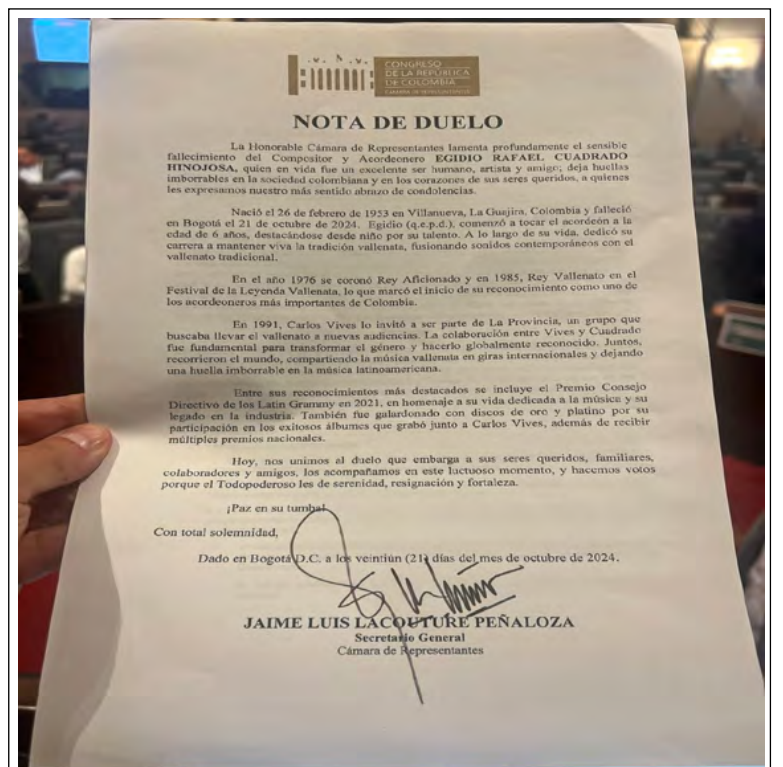 CONGRESO
DE LA REPÚBLICA
DE COLOMBIA
CÁMARA DE REPRESENTANTES
NOTA DE DUELO
La Honorable Cámara de Representantes lamenta profundamente el sensible
fallecimiento del Compositor y Acordeonero EGIDIO RAFAEL CUADRADO
HINOJOSA, quien en vida fue un excelente ser humano, artista y amigo; deja huellas
imborrables en la sociedad colombiana y en los corazones de sus seres queridos, a quienes
les expresamos nuestro más sentido abrazo de condolencias.
Nació el 26 de febrero de 1953 en Villanueva, La Guajira, Colombia y falleció
en Bogotá el 21 de octubre de 2024. Egidio (q.e.p.d.), comenzó a tocar el acordeón a la
edad de 6 años, destacándose desde niño por su talento. A lo largo de su vida, dedicó su
carrera a mantener viva la tradición vallenata, fusionando sonidos contemporáneos con el
vallenato tradicional.
En el año 1976 se coronó Rey Aficionado y en 1985, Rey Vallenato en el
Festival de la Leyenda Vallenata, lo que marcó el inicio de su reconocimiento como uno de
los acordeoneros más importantes de Colombia.
En 1991, Carlos Vives lo invitó a ser parte de La Provincia, un grupo que
buscaba llevar el vallenato a nuevas audiencias. La colaboración entre Vives y Cuadrado
fue fundamental para transformar el género y hacerlo globalmente reconocido. Juntos,
recorrieron el mundo, compartiendo la música vallenata en giras internacionales y dejando
una huella imborrable en la música latinoamericana.
Entre sus reconocimientos más destacados se incluye el Premio Consejo
Directivo de los Latin Grammy en 2021, en homenaje a su vida dedicada a la música y su
legado en la industria. También fue galardonado con discos de oro y platino por su
participación en los exitosos álbumes que grabó junto a Carlos Vives, además de recibir
múltiples premios nacionales.
Hoy, nos unimos al duelo que embarga a sus seres queridos, familiares,
colaboradores y amigos, los acompañamos en este luctuoso momento, y hacemos votos
porque el Todopoderoso les de serenidad, resignación y fortaleza.
¡Paz en su tumba!
Con total solemnidad,
Dado en Bogotá D.C. a los veintiún (21) días del mes de octubre de 2024.
JAIME LUIS LACOUTURE PEÑALOZA
Secretario General
Cámara de Representantes